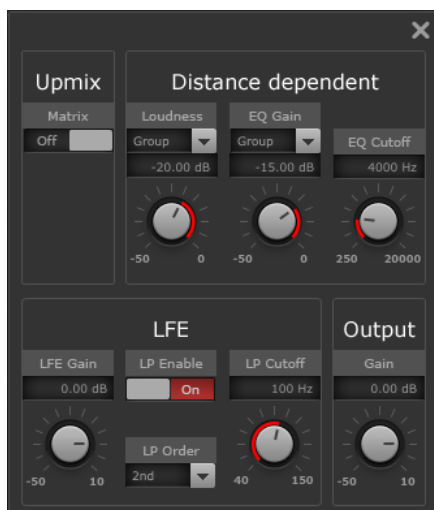 Upmix Distance dependent
Matrix Loudness EQ Gain
Off Group Group EQ Cutoff
-20.00 dB -15.00 dB 4000 Hz
-50 0 -50 0 250 20000
LFE Output
LFE Gain LP Enable LP Cutoff Gain
0.00 dB On 100 Hz 0.00 dB
LP Order
2nd
-50 10 40 150 -50 10